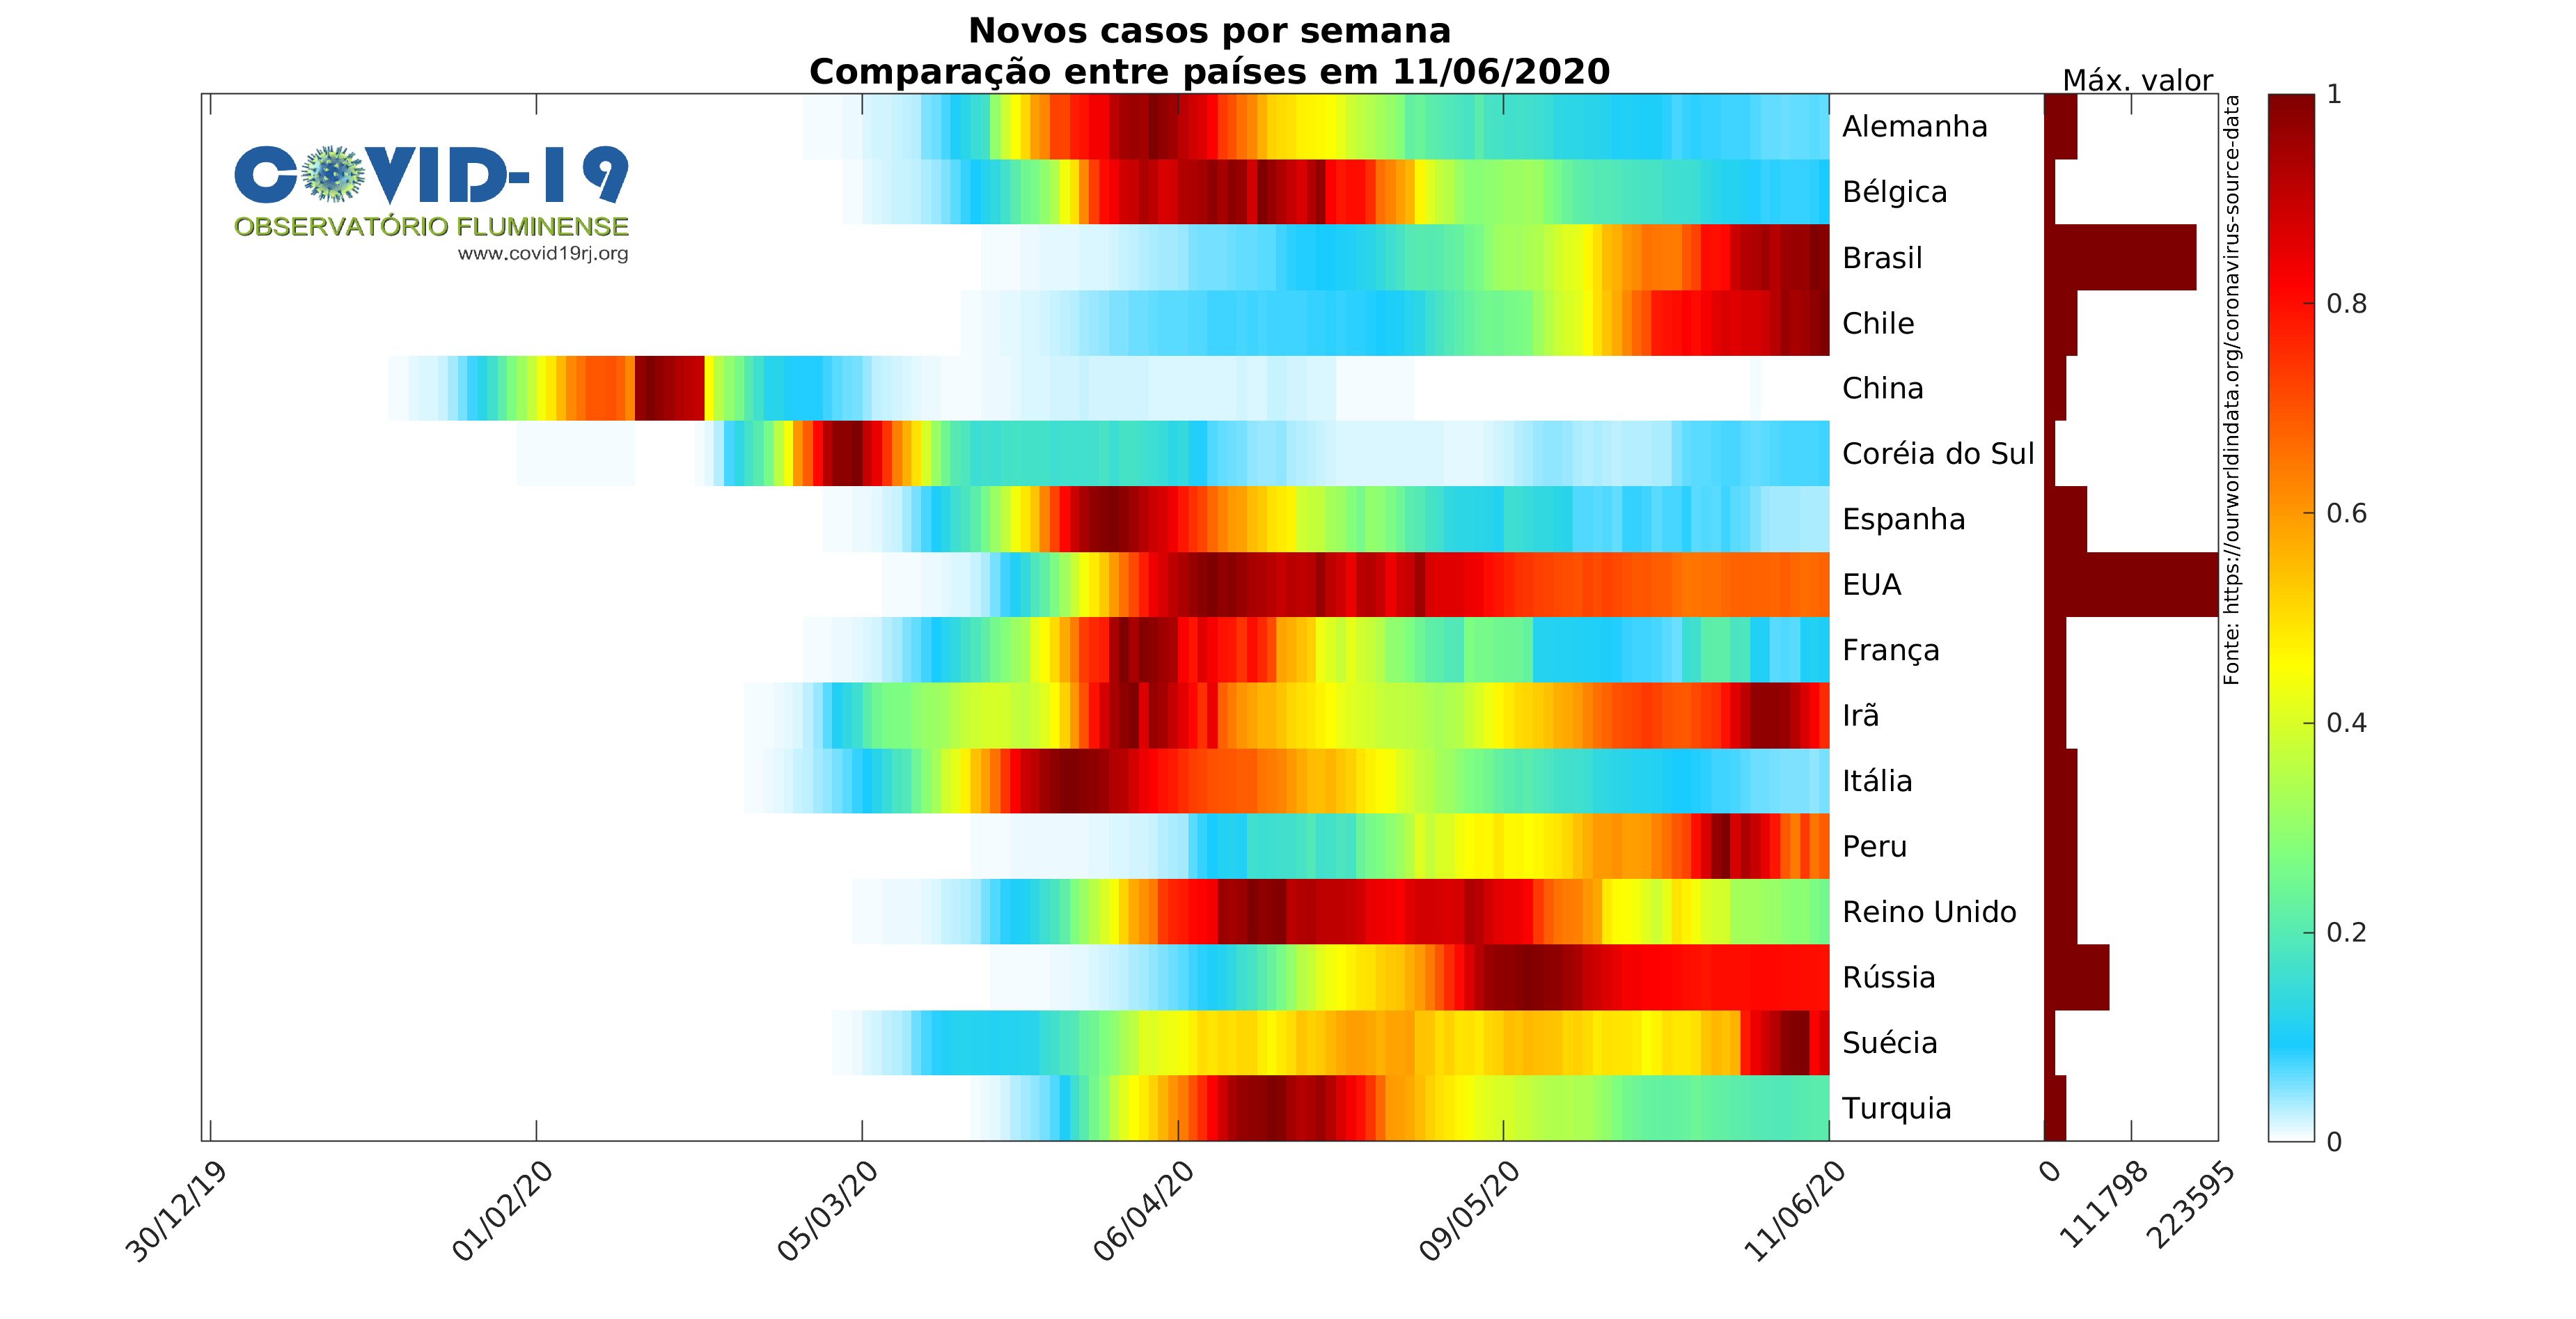 Novos casos por semana
Comparação entre países em 11/06/2020
Máx. valor
COVID-19
OBSERVATÓRIO FLUMINENSE
www.covid19rj.org
Alemanha
Bélgica
Brasil
Chile
China
Coréia do Sul
Espanha
EUA
França
Irã
Itália
Peru
Reino Unido
Rússia
Suécia
Turquia
30/12/19
01/02/20
05/03/20
06/04/20
09/05/20
11/06/20
0
111798
223595
Fonte: https://ourworldindata.org/coronavirus-source-data
1
0.8
0.6
0.4
0.2
0